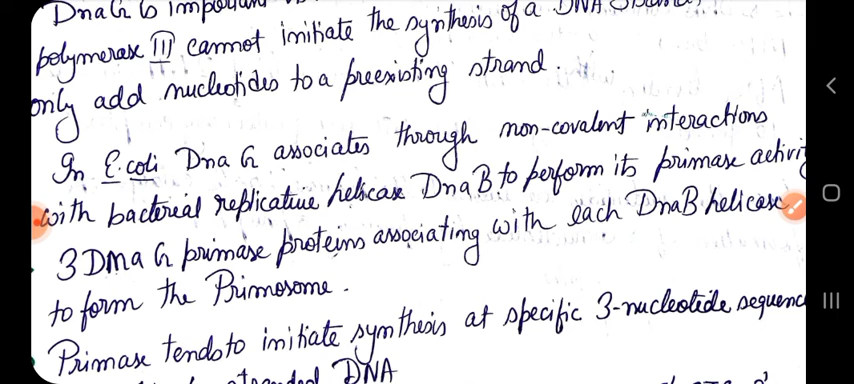 DnaG is important
polymerase III cannot initiate the synthesis of a DNA
only add nucleotides to a preexisting strand.
In E.coli DnaG associates through non-covalent interactions
with bacterial replicative helicase DnaB to perform its primase activi
3 DnaG primase proteins associating with each DnaB helicase
to form the Primosome.
Primase tends to initiate synthesis at specific 3-nucleotide sequenc
DNA